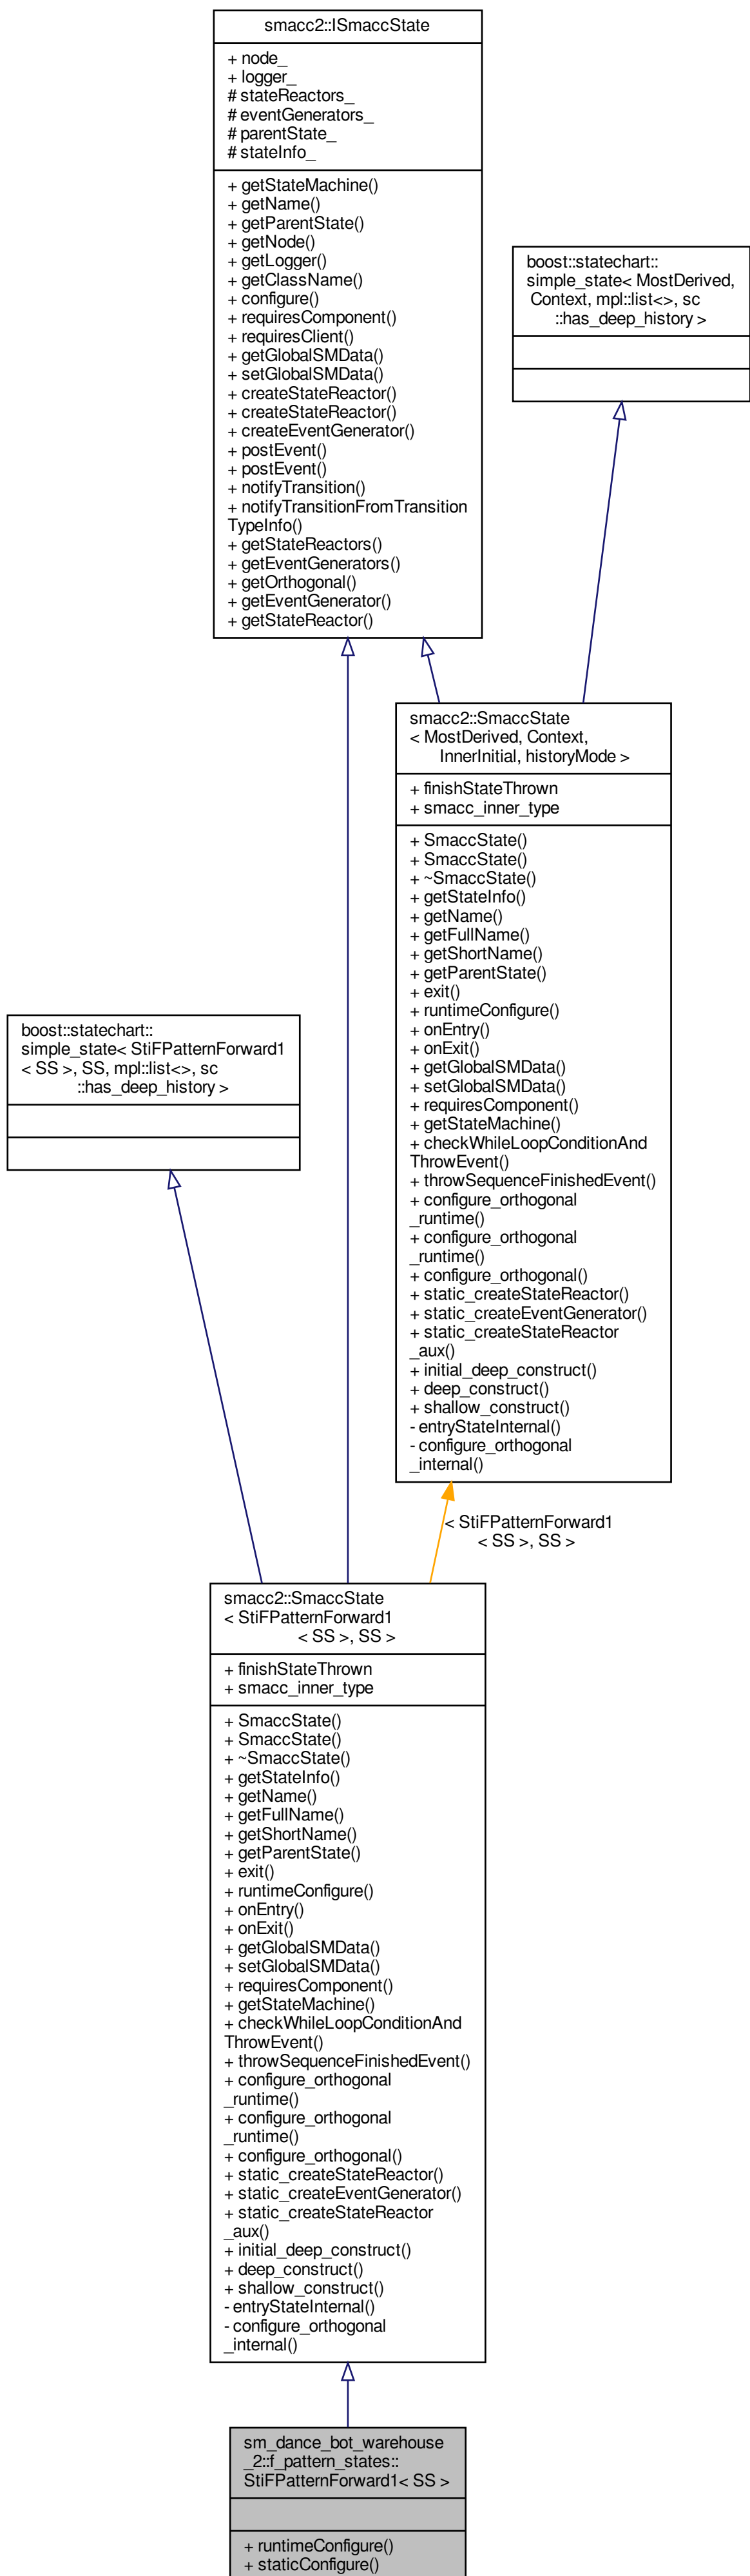 smacc2::ISmaccState
+ node_
+ logger_
# stateReactors_
# eventGenerators_
# parentState_
# stateInfo_
+ getStateMachine()
+ getName()
+ getParentState()
+ getNode()
+ getLogger()
+ getClassName()
+ configure()
+ requiresComponent()
+ requiresClient()
+ getGlobalSMData()
+ setGlobalSMData()
+ createStateReactor()
+ createStateReactor()
+ createEventGenerator()
+ postEvent()
+ postEvent()
+ notifyTransition()
+ notifyTransitionFromTransition
TypeInfo()
+ getStateReactors()
+ getEventGenerators()
+ getOrthogonal()
+ getEventGenerator()
+ getStateReactor()
boost::statechart::
simple_state< MostDerived,
Context, mpl::list<>, sc
::has_deep_history >
smacc2::SmaccState
< MostDerived, Context,
InnerInitial, historyMode >
+ finishStateThrown
+ smacc_inner_type
+ SmaccState()
+ SmaccState()
+ ~SmaccState()
+ getStateInfo()
+ getName()
+ getFullName()
+ getShortName()
+ getParentState()
+ exit()
+ runtimeConfigure()
+ onEntry()
+ onExit()
+ getGlobalSMData()
+ setGlobalSMData()
+ requiresComponent()
+ getStateMachine()
+ checkWhileLoopConditionAnd
ThrowEvent()
+ throwSequenceFinishedEvent()
+ configure_orthogonal
_runtime()
+ configure_orthogonal
_runtime()
+ configure_orthogonal()
+ static_createStateReactor()
+ static_createEventGenerator()
+ static_createStateReactor
_aux()
+ initial_deep_construct()
+ deep_construct()
+ shallow_construct()
- entryStateInternal()
- configure_orthogonal
_internal()
boost::statechart::
simple_state< StiFPatternForward1
< SS >, SS, mpl::list<>, sc
::has_deep_history >
< StiFPatternForward1
< SS >, SS >
smacc2::SmaccState
< StiFPatternForward1
< SS >, SS >
+ finishStateThrown
+ smacc_inner_type
+ SmaccState()
+ SmaccState()
+ ~SmaccState()
+ getStateInfo()
+ getName()
+ getFullName()
+ getShortName()
+ getParentState()
+ exit()
+ runtimeConfigure()
+ onEntry()
+ onExit()
+ getGlobalSMData()
+ setGlobalSMData()
+ requiresComponent()
+ getStateMachine()
+ checkWhileLoopConditionAnd
ThrowEvent()
+ throwSequenceFinishedEvent()
+ configure_orthogonal
_runtime()
+ configure_orthogonal
_runtime()
+ configure_orthogonal()
+ static_createStateReactor()
+ static_createEventGenerator()
+ static_createStateReactor
_aux()
+ initial_deep_construct()
+ deep_construct()
+ shallow_construct()
- entryStateInternal()
- configure_orthogonal
_internal()
sm_dance_bot_warehouse
_2::f_pattern_states::
StiFPatternForward1< SS >
+ runtimeConfigure()
+ staticConfigure()